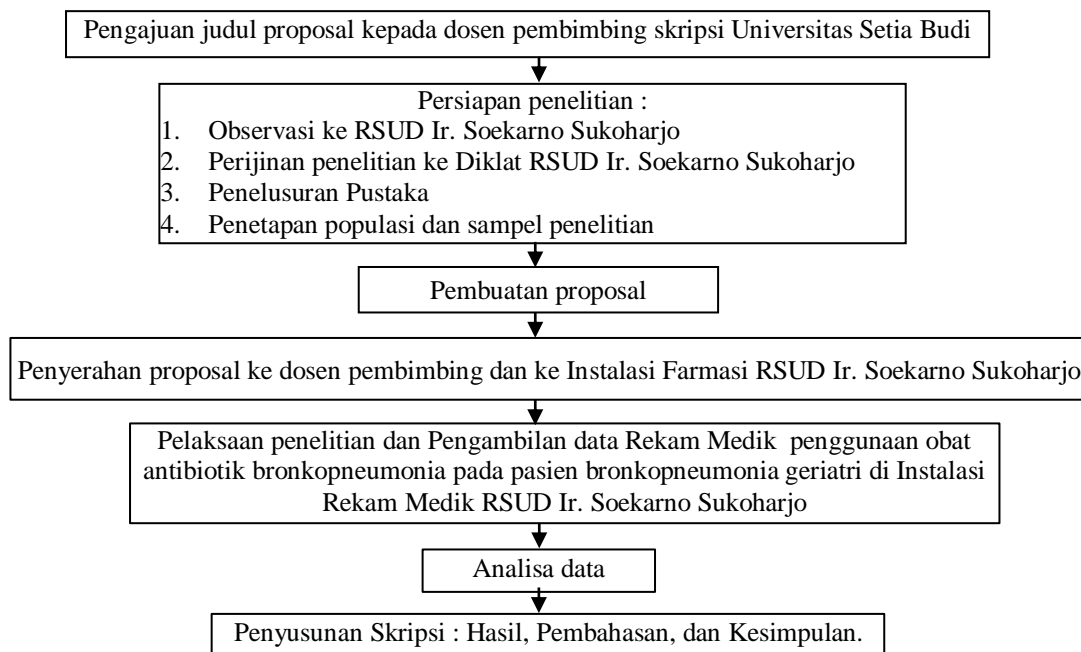 Pengajuan judul proposal kepada dosen pembimbing skripsi Universitas Setia Budi
Persiapan penelitian :
1. Observasi ke RSUD Ir. Soekarno Sukoharjo
2. Perijinan penelitian ke Diklat RSUD Ir. Soekarno Sukoharjo
3. Penelusuran Pustaka
4. Penetapan populasi dan sampel penelitian
Pembuatan proposal
Penyerahan proposal ke dosen pembimbing dan ke Instalasi Farmasi RSUD Ir. Soekarno Sukoharjo
Pelaksaan penelitian dan Pengambilan data Rekam Medik penggunaan obat
antibiotik bronkopneumonia pada pasien bronkopneumonia geriatri di Instalasi
Rekam Medik RSUD Ir. Soekarno Sukoharjo
Analisa data
Penyusunan Skripsi : Hasil, Pembahasan, dan Kesimpulan.